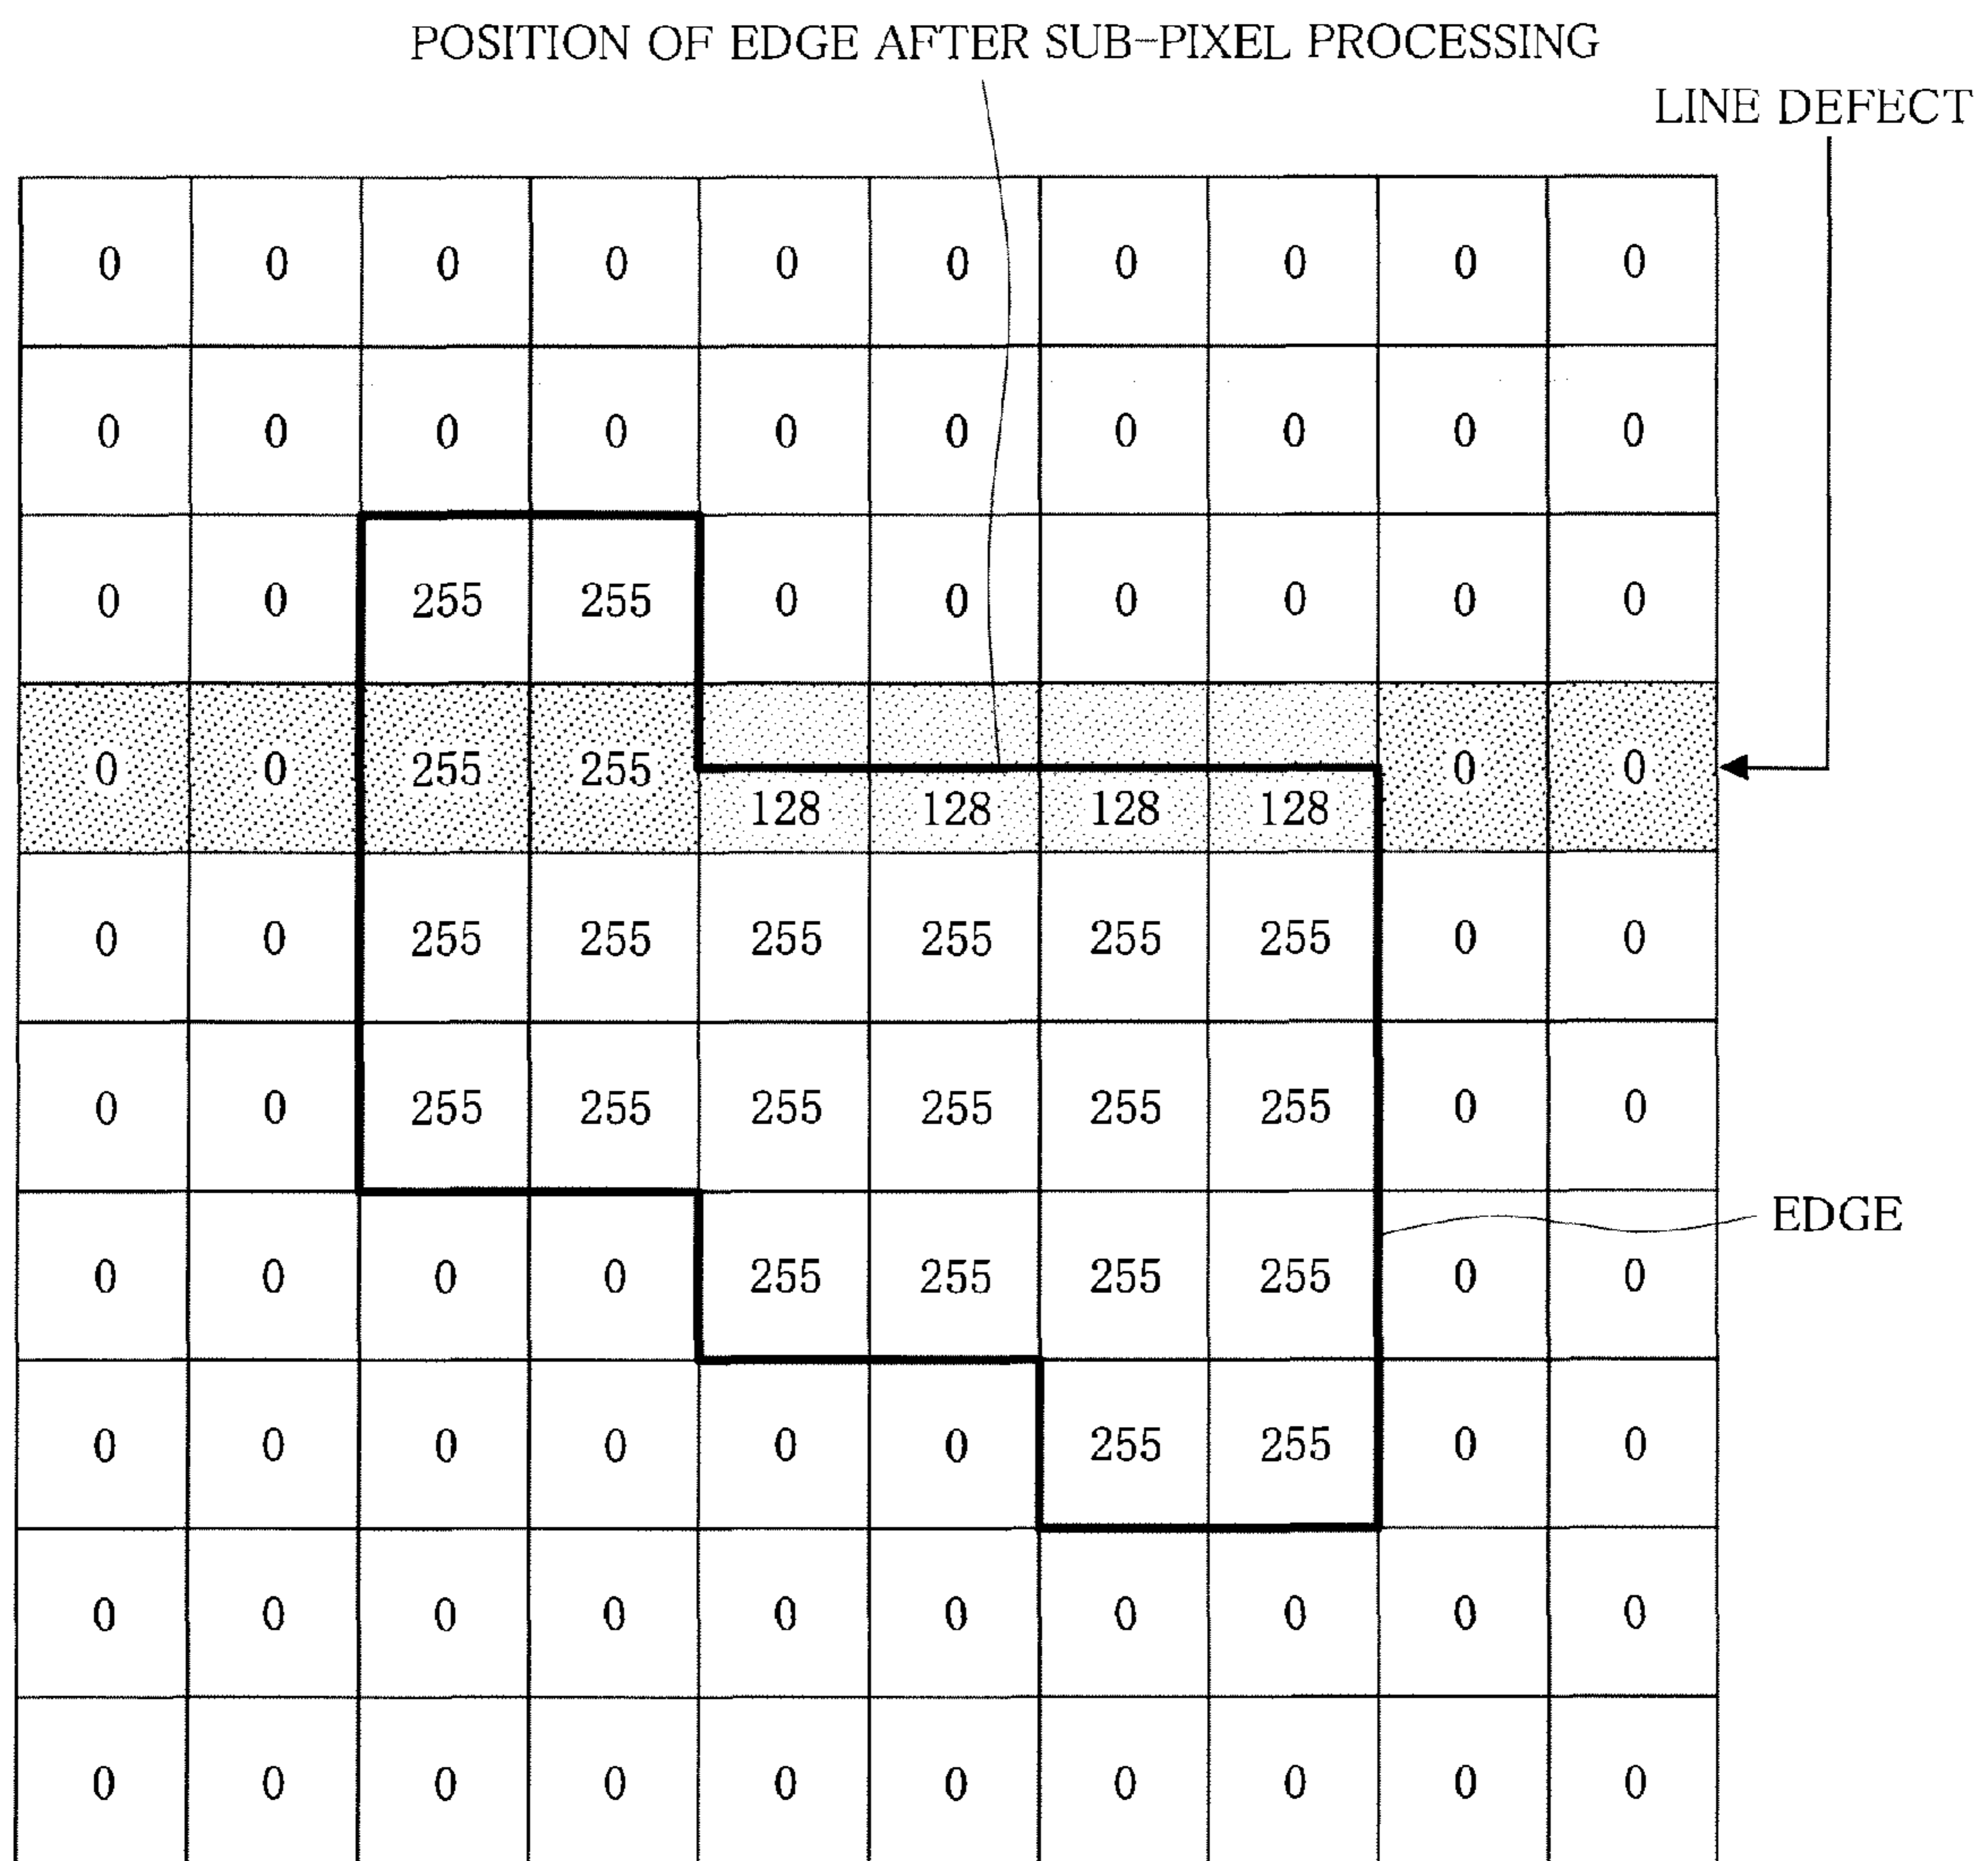 POSITION OF EDGE AFTER SUB-PIXEL PROCESSING
LINE DEFECT
0 0 0 0 0 0 0 0 0 0
0 0 0 0 0 0 0 0 0 0
0 0 255 255 0 0 0 0 0 0
0 0 255 255 128 128 128 128 0 0
0 0 255 255 255 255 255 255 0 0
0 0 255 255 255 255 255 255 0 0
0 0 0 0 255 255 255 255 0 0
EDGE
0 0 0 0 0 0 255 255 0 0
0 0 0 0 0 0 0 0 0 0
0 0 0 0 0 0 0 0 0 0